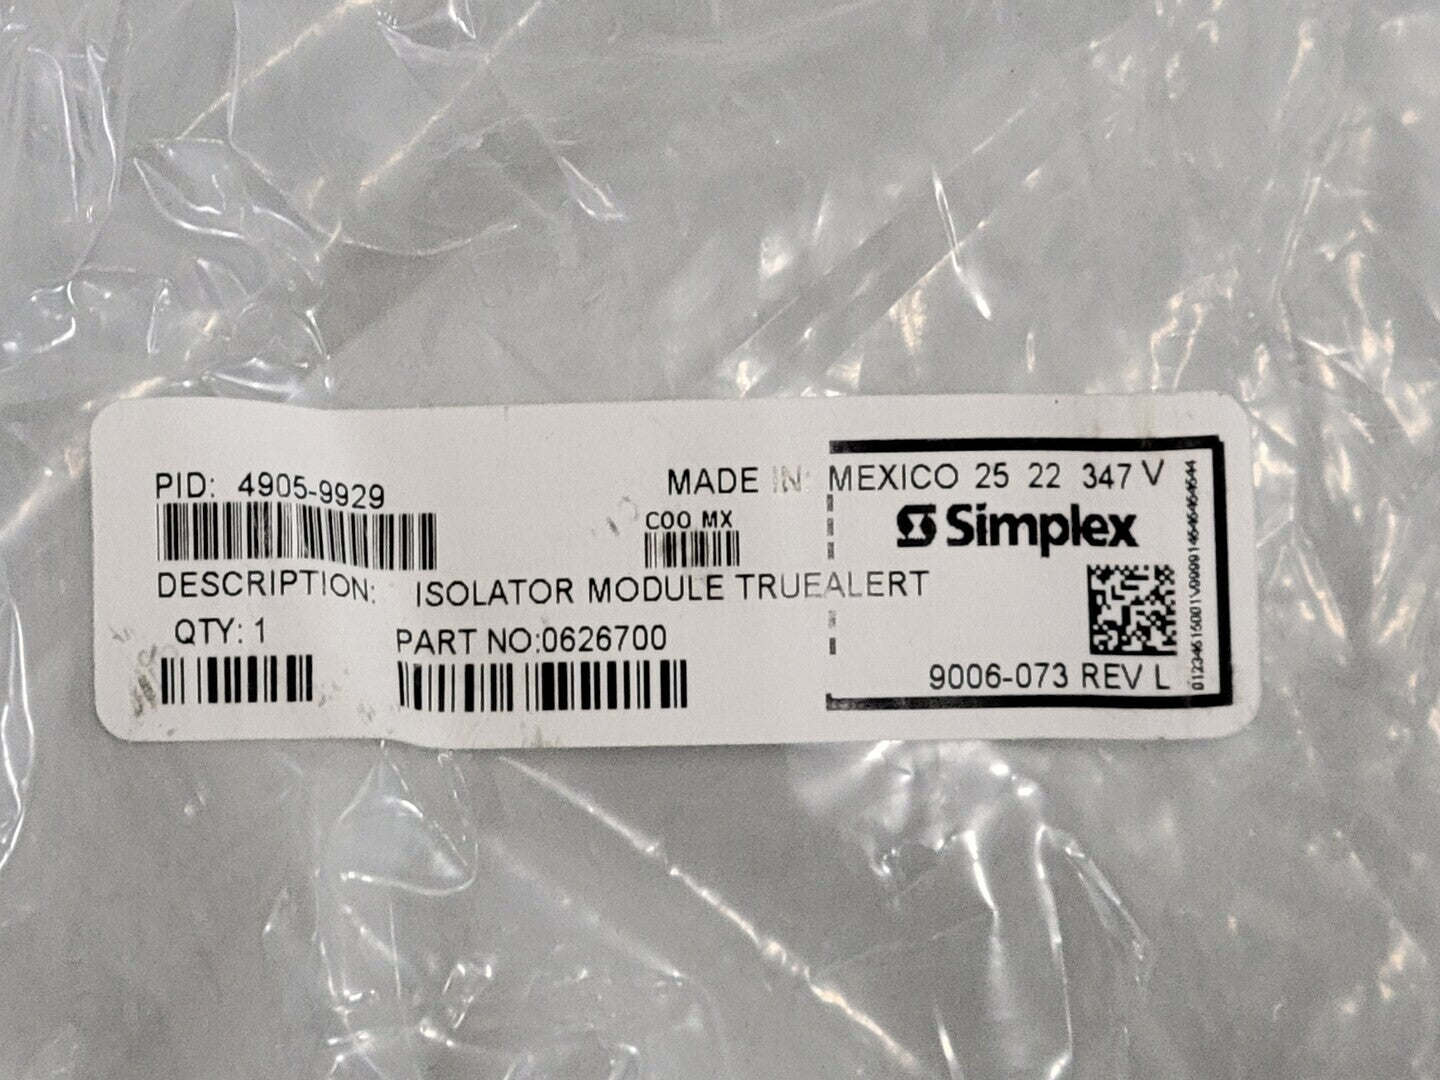 PID: 4905-9929
MADE IN: MEXICO 25 22 347 V
COO MX
Simplex
DESCRIPTION: ISOLATOR MODULE TRUEALERT
QTY: 1
PART NO:0626700
9006-073 REV L